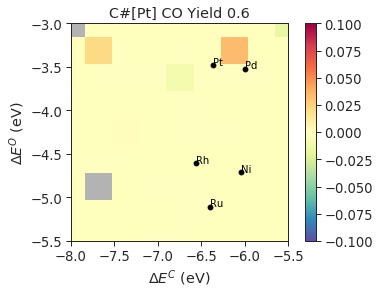 C#[Pt] CO Yield 0.6
−3.0
−3.5
−4.0
−4.5
−5.0
−5.5
ΔE^O (eV)
Pt
Pd
Rh
Ni
Ru
−8.0 −7.5 −7.0 −6.5 −6.0 −5.5
ΔE^C (eV)
0.100
0.075
0.050
0.025
0.000
−0.025
−0.050
−0.075
−0.100